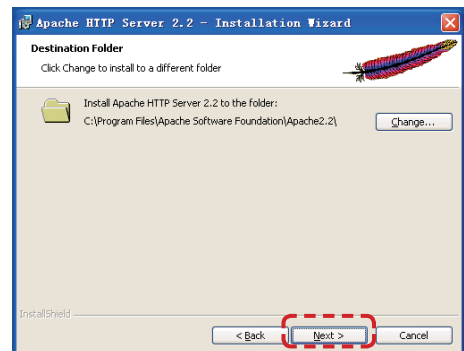 Apache HTTP Server 2.2 - Installation Wizard
Destination Folder
Click Change to install to a different folder
Install Apache HTTP Server 2.2 to the folder:
C:\Program Files\Apache Software Foundation\Apache2.2\
Change...
InstallShield
< Back
Next >
Cancel